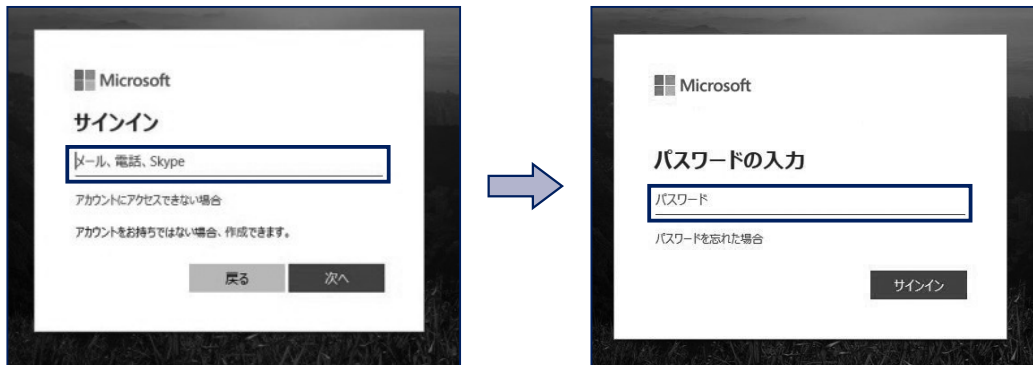 Microsoft
サインイン
メール、電話、Skype
アカウントにアクセスできない場合
アカウントをお持ちではない場合、作成できます。
戻る
次へ
Microsoft
パスワードの入力
パスワード
パスワードを忘れた場合
サインイン